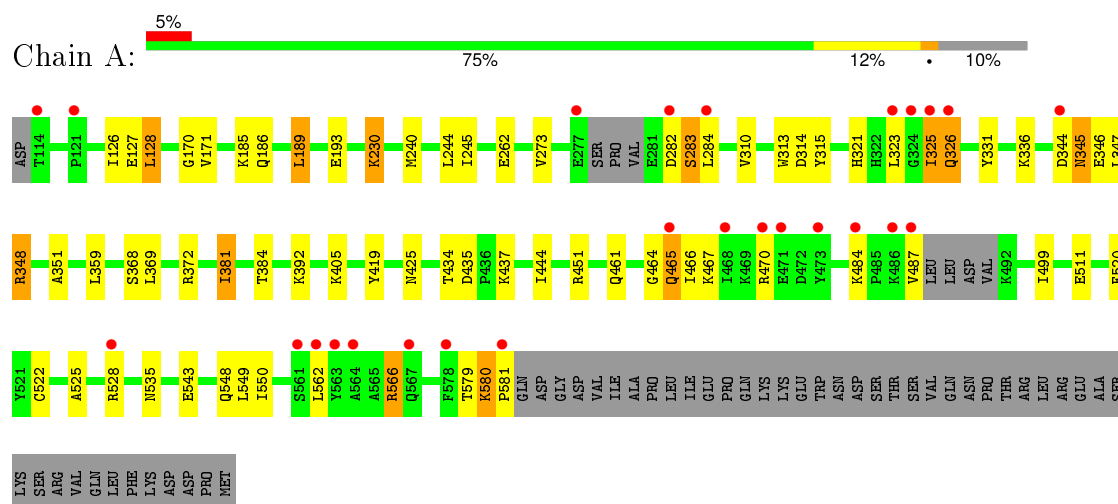 5%
Chain A:
75% 12% • 10%
ASP T114 P121 I126 E127 L128 G170 V171 K185 Q186 L189 E193 K230 M240 L244 I245 E262 V273 E277 SER PRO VAL E281 D282 S283 L284 V310 W313 D314 Y315 H321 H322 L323 G324 I325 Q326 Y331 K336 D344 N345 E346 L347
R348 A351 L359 S368 L369 R372 I381 T384 K392 K405 Y419 N425 T434 D435 P436 K437 I444 R451 Q461 G464 Q465 I466 K467 I468 K469 R470 E471 D472 Y473 K484 P485 K486 V487 LEU LEU ASP VAL K492 I499 E511 E520
Y521 C522 A525 R528 N535 E543 Q548 L549 I550 S561 L562 Y563 A564 A565 R566 Q567 F578 T579 K580 P581 GLN ASP GLY ASP VAL ILE ALA PRO LEU ILE GLU PRO GLN LYS LYS GLU TRP ASN ASP SER THR SER VAL GLN ASN PRO THR ARG LEU ARG GLU ALA SER
LYS SER ARG VAL GLN LEU PHE LYS ASP ASP PRO MET